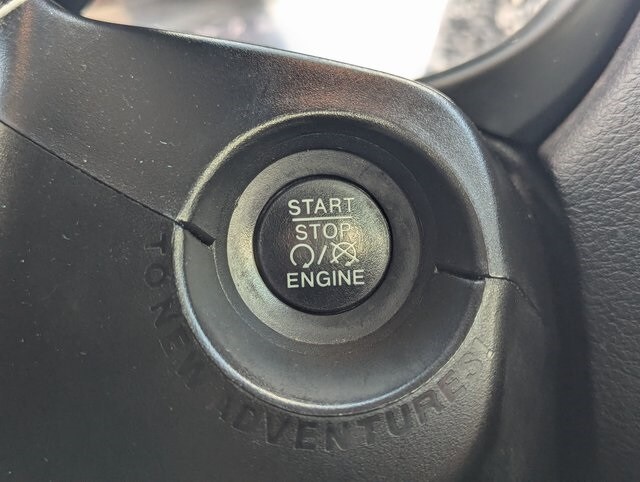 START
STOP
/
ENGINE
TO NEW ADVENTURES!